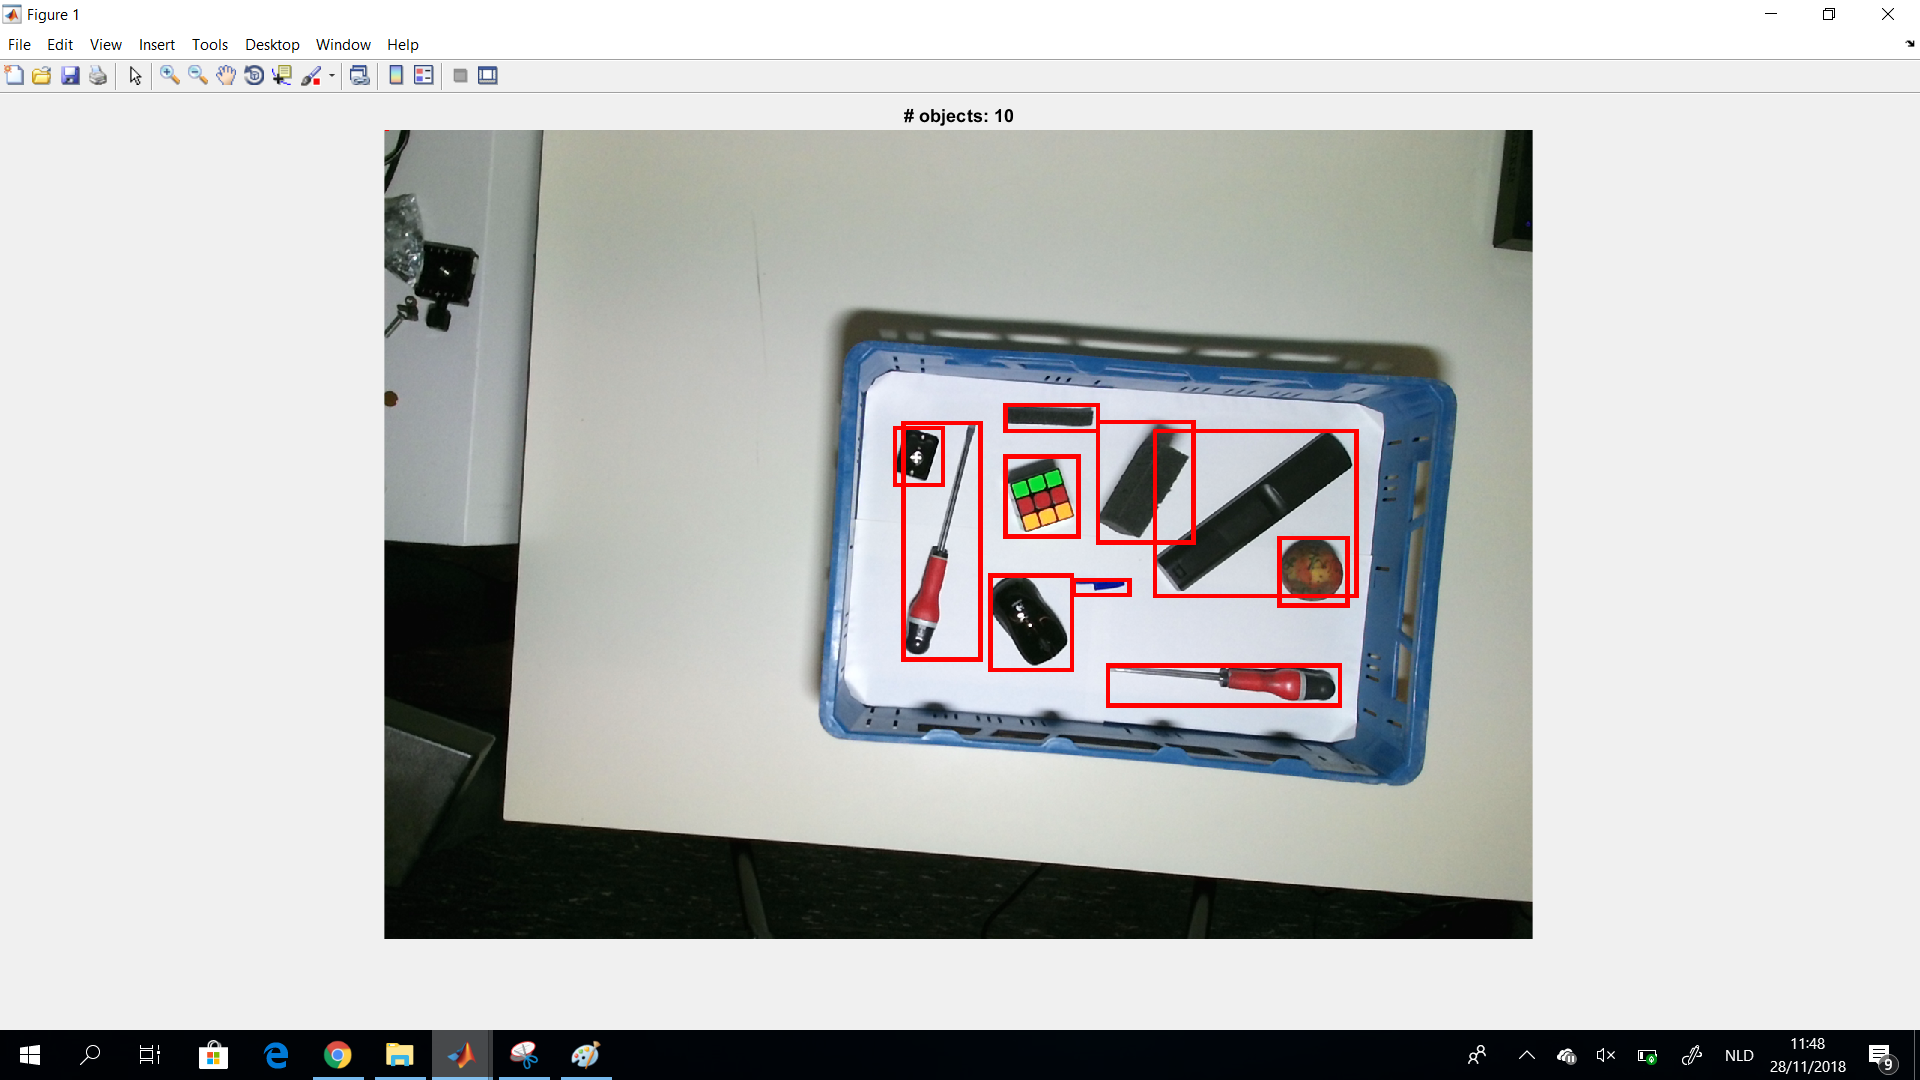 Figure 1
File Edit View Insert Tools Desktop Window Help
# objects: 10
NLD
11:48
28/11/2018
9